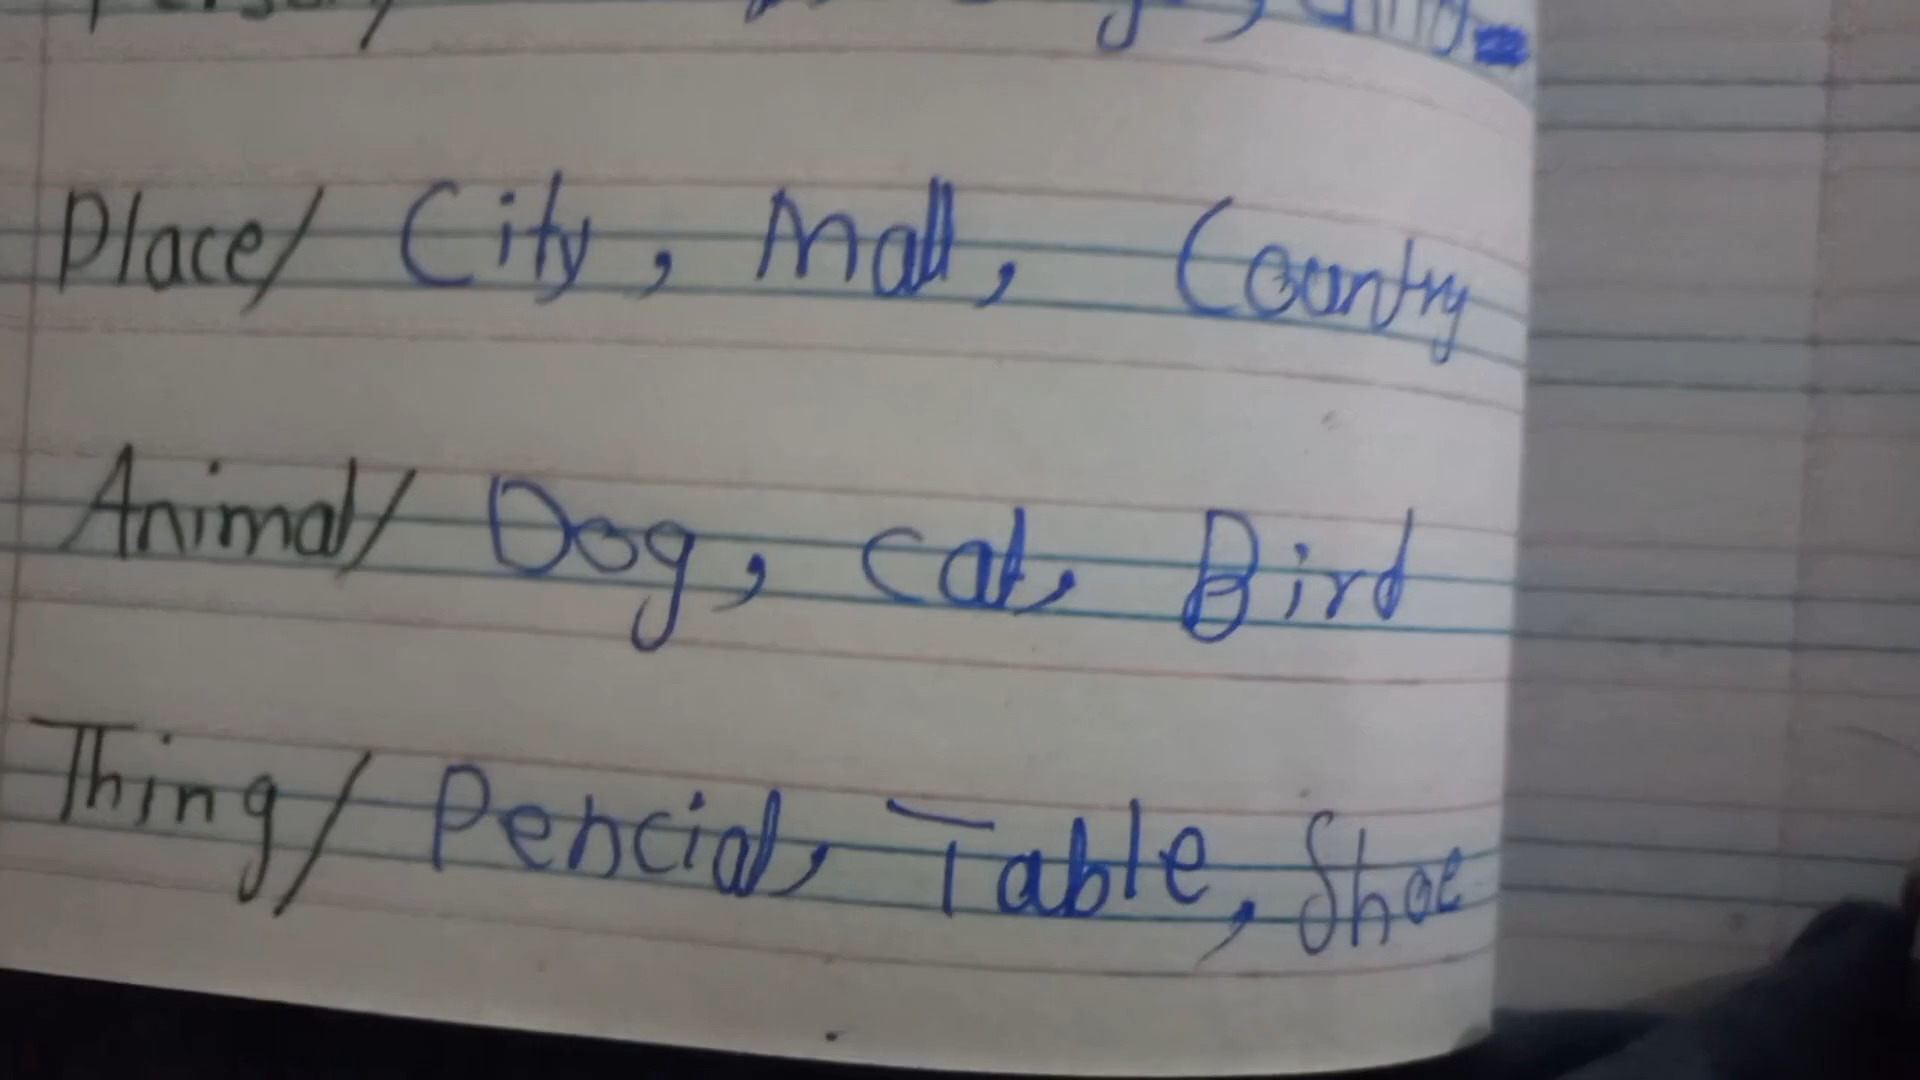 Place/ City, Mall, Country
Animal/ Dog, cat, Bird
Thing/ Pencial, Table, Shoe